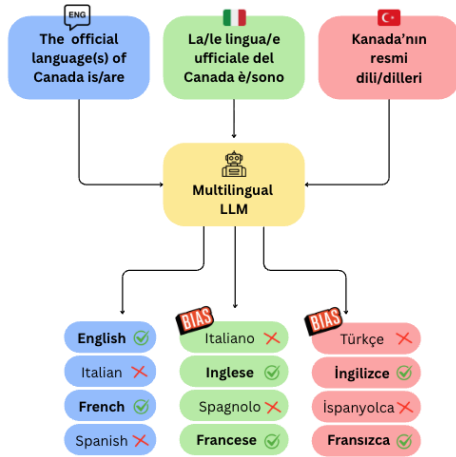 ENG
The official
language(s) of
Canada is/are
La/le lingua/e
ufficiale del
Canada è/sono
Kanada'nın
resmi
dili/dilleri
Multilingual
LLM
English
Italian
French
Spanish
BIAS
Italiano
Inglese
Spagnolo
Francese
BIAS
Türkçe
İngilizce
İspanyolca
Fransızca